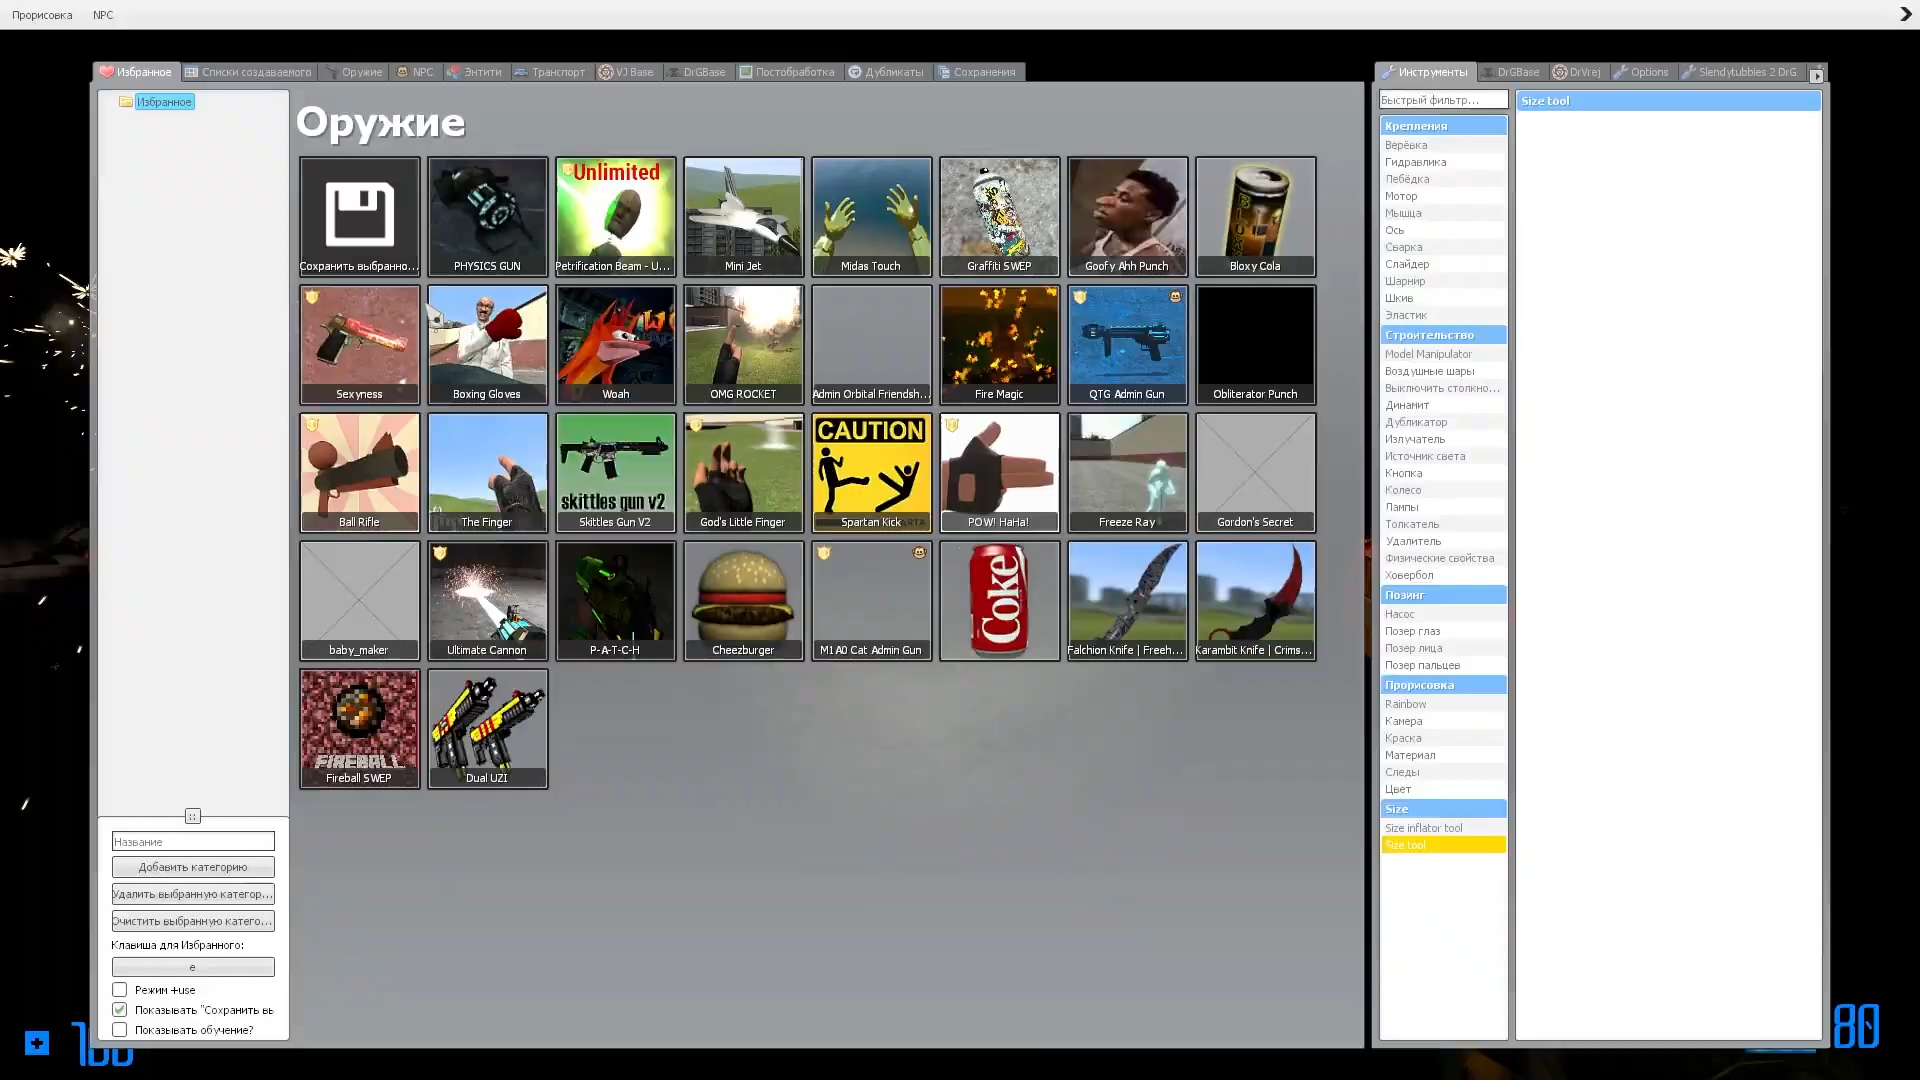 Прорисовка NPC
Избранное Списки создаваемого Оружие NPC Энтити Транспорт VJ Base DrGBase Постобработка Дубликаты Сохранения
Избранное
Оружие
Unlimited
Сохранить выбранно... PHYSICS GUN Petrification Beam - U... Mini Jet Midas Touch Graffiti SWEP Goofy Ahh Punch Bloxy Cola
Sexyness Boxing Gloves Woah OMG ROCKET Admin Orbital Friendsh... Fire Magic QTG Admin Gun Obliterator Punch
CAUTION
skittles gun v2
Ball Rifle The Finger Skittles Gun V2 God's Little Finger Spartan Kick POW! HaHa! Freeze Ray Gordon's Secret
Coke
baby_maker Ultimate Cannon P-A-T-C-H Cheezburger M1A0 Cat Admin Gun Falchion Knife | Freeh... Karambit Knife | Crims...
FIREBALL
Fireball SWEP Dual UZI
Название
Добавить категорию
Удалить выбранную категор...
Очистить выбранную катего...
Клавиша для Избранного:
e
Режим +use
Показывать "Сохранить вы
Показывать обучение?
100
Инструменты DrGBase DrVrej Options Slendytubbies 2 DrG
Быстрый фильтр...
Крепления
Верёвка
Гидравлика
Лебёдка
Мотор
Мышца
Ось
Сварка
Слайдер
Шарнир
Шкив
Эластик
Строительство
Model Manipulator
Воздушные шары
Выключить столкно...
Динамит
Дубликатор
Излучатель
Источник света
Кнопка
Колесо
Лампы
Толкатель
Удалитель
Физические свойства
Ховербол
Позинг
Насос
Позер глаз
Позер лица
Позер пальцев
Прорисовка
Rainbow
Камера
Краска
Материал
Следы
Цвет
Size
Size inflator tool
Size tool
Size tool
80